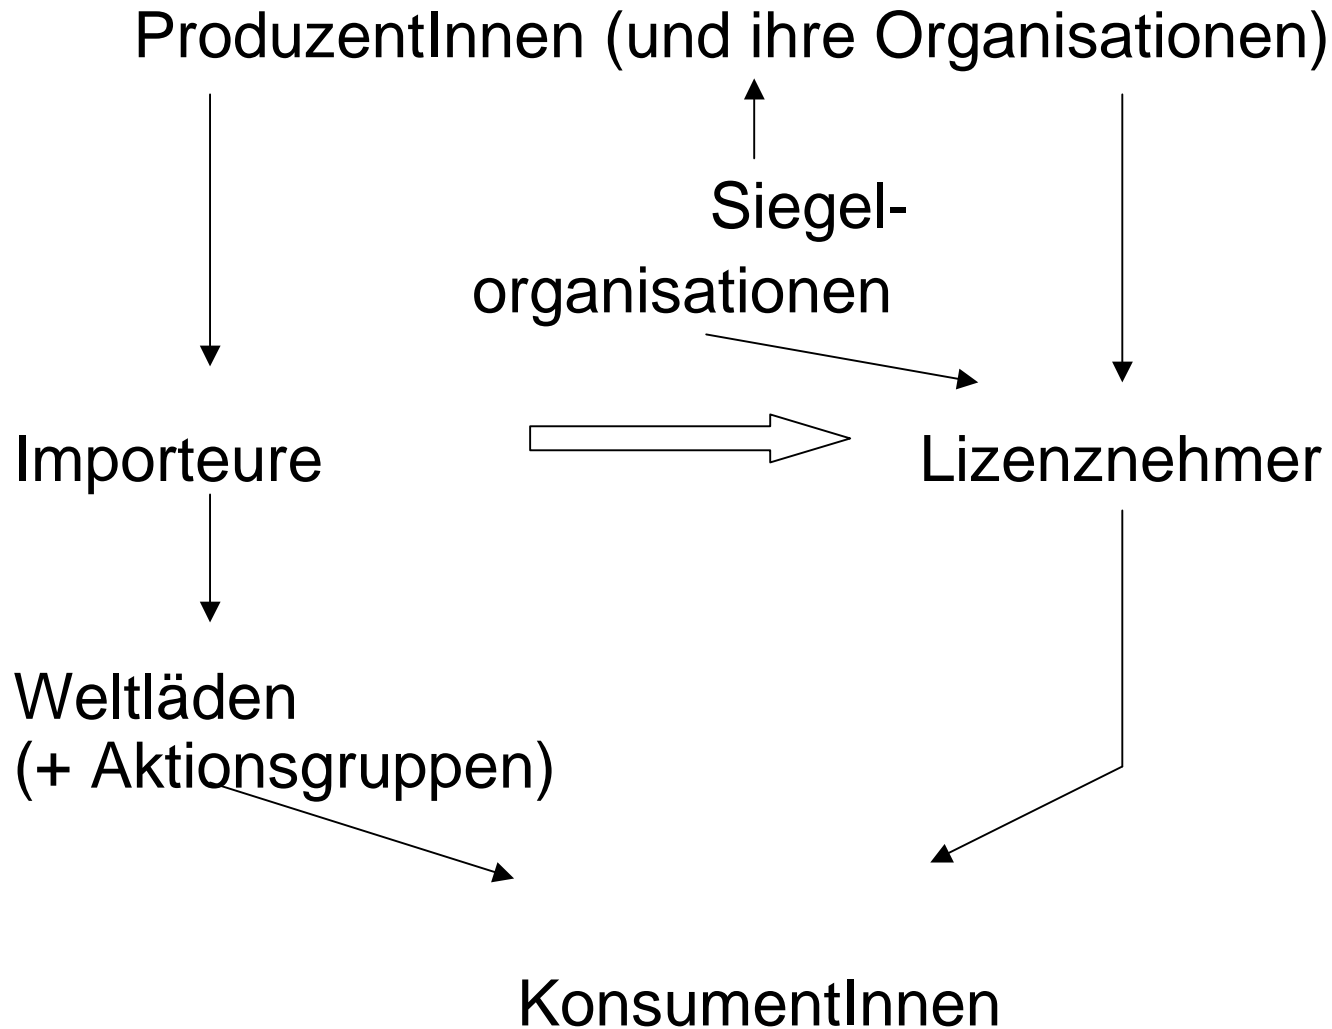 ProduzentInnen (und ihre Organisationen)
Siegel-
organisationen
Importeure
Lizenznehmer
Weltläden
(+ Aktionsgruppen)
KonsumentInnen